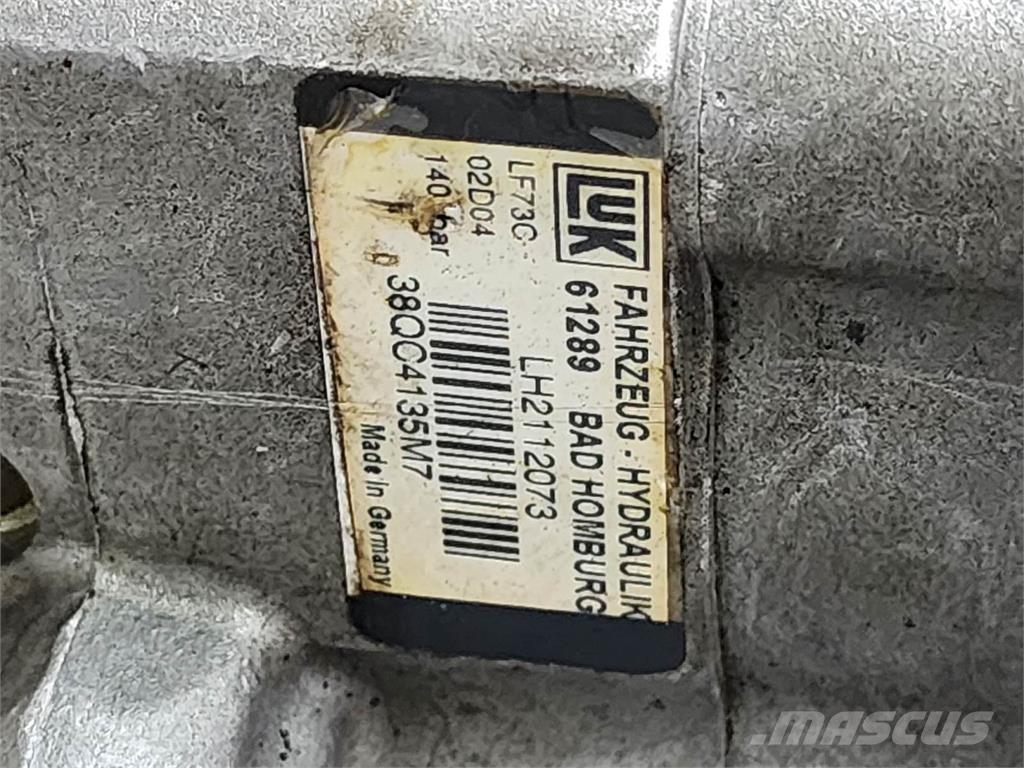 LUK FAHRZEUG - HYDRAULIK
61289 BAD HOMBURG
LF73C LH2112073
02D04
140 bar
38QC4135M7
Made in Germany
MASCUS